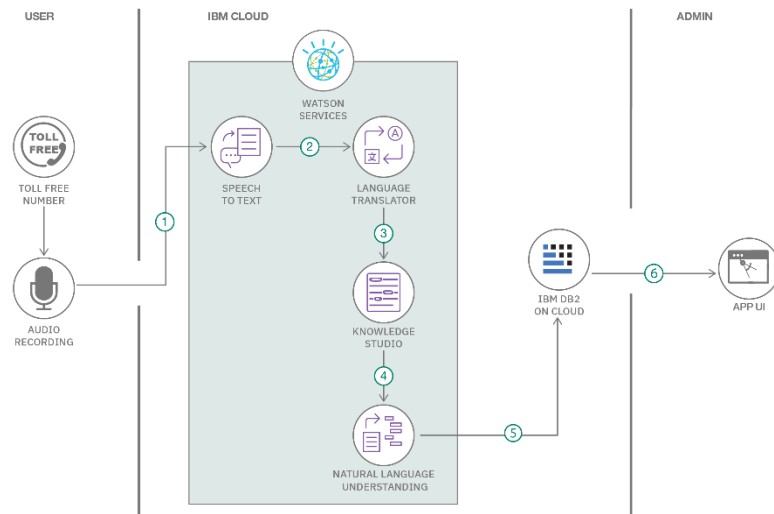 USER
IBM CLOUD
ADMIN
WATSON
SERVICES
TOLL
FREE
TOLL FREE
NUMBER
1
SPEECH
TO TEXT
2
A
文
LANGUAGE
TRANSLATOR
3
AUDIO
RECORDING
KNOWLEDGE
STUDIO
4
NATURAL LANGUAGE
UNDERSTANDING
5
IBM DB2
ON CLOUD
6
APP UI